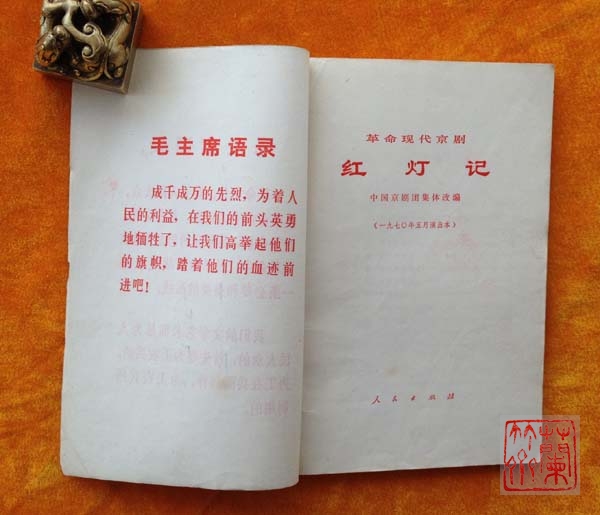 毛主席语录
成千成万的先烈，为着人
民的利益，在我们的前头英勇
地牺牲了，让我们高举起他们
的旗帜，踏着他们的血迹前
进吧！
革命现代京剧
红灯记
中国京剧团集体改编
（一九七〇年五月演出本）
人民出版社